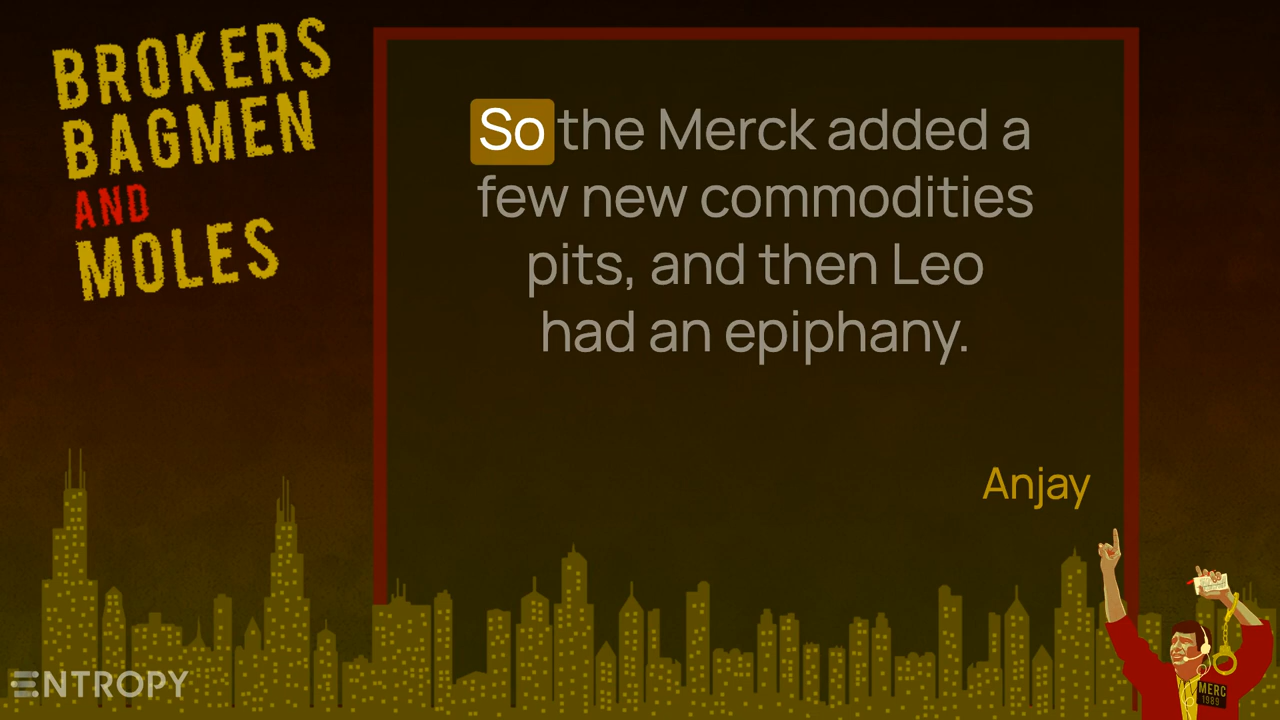 BROKERS
BAGMEN
AND
MOLES
So the Merck added a
few new commodities
pits, and then Leo
had an epiphany.
Anjay
ENTROPY
MERC
1989